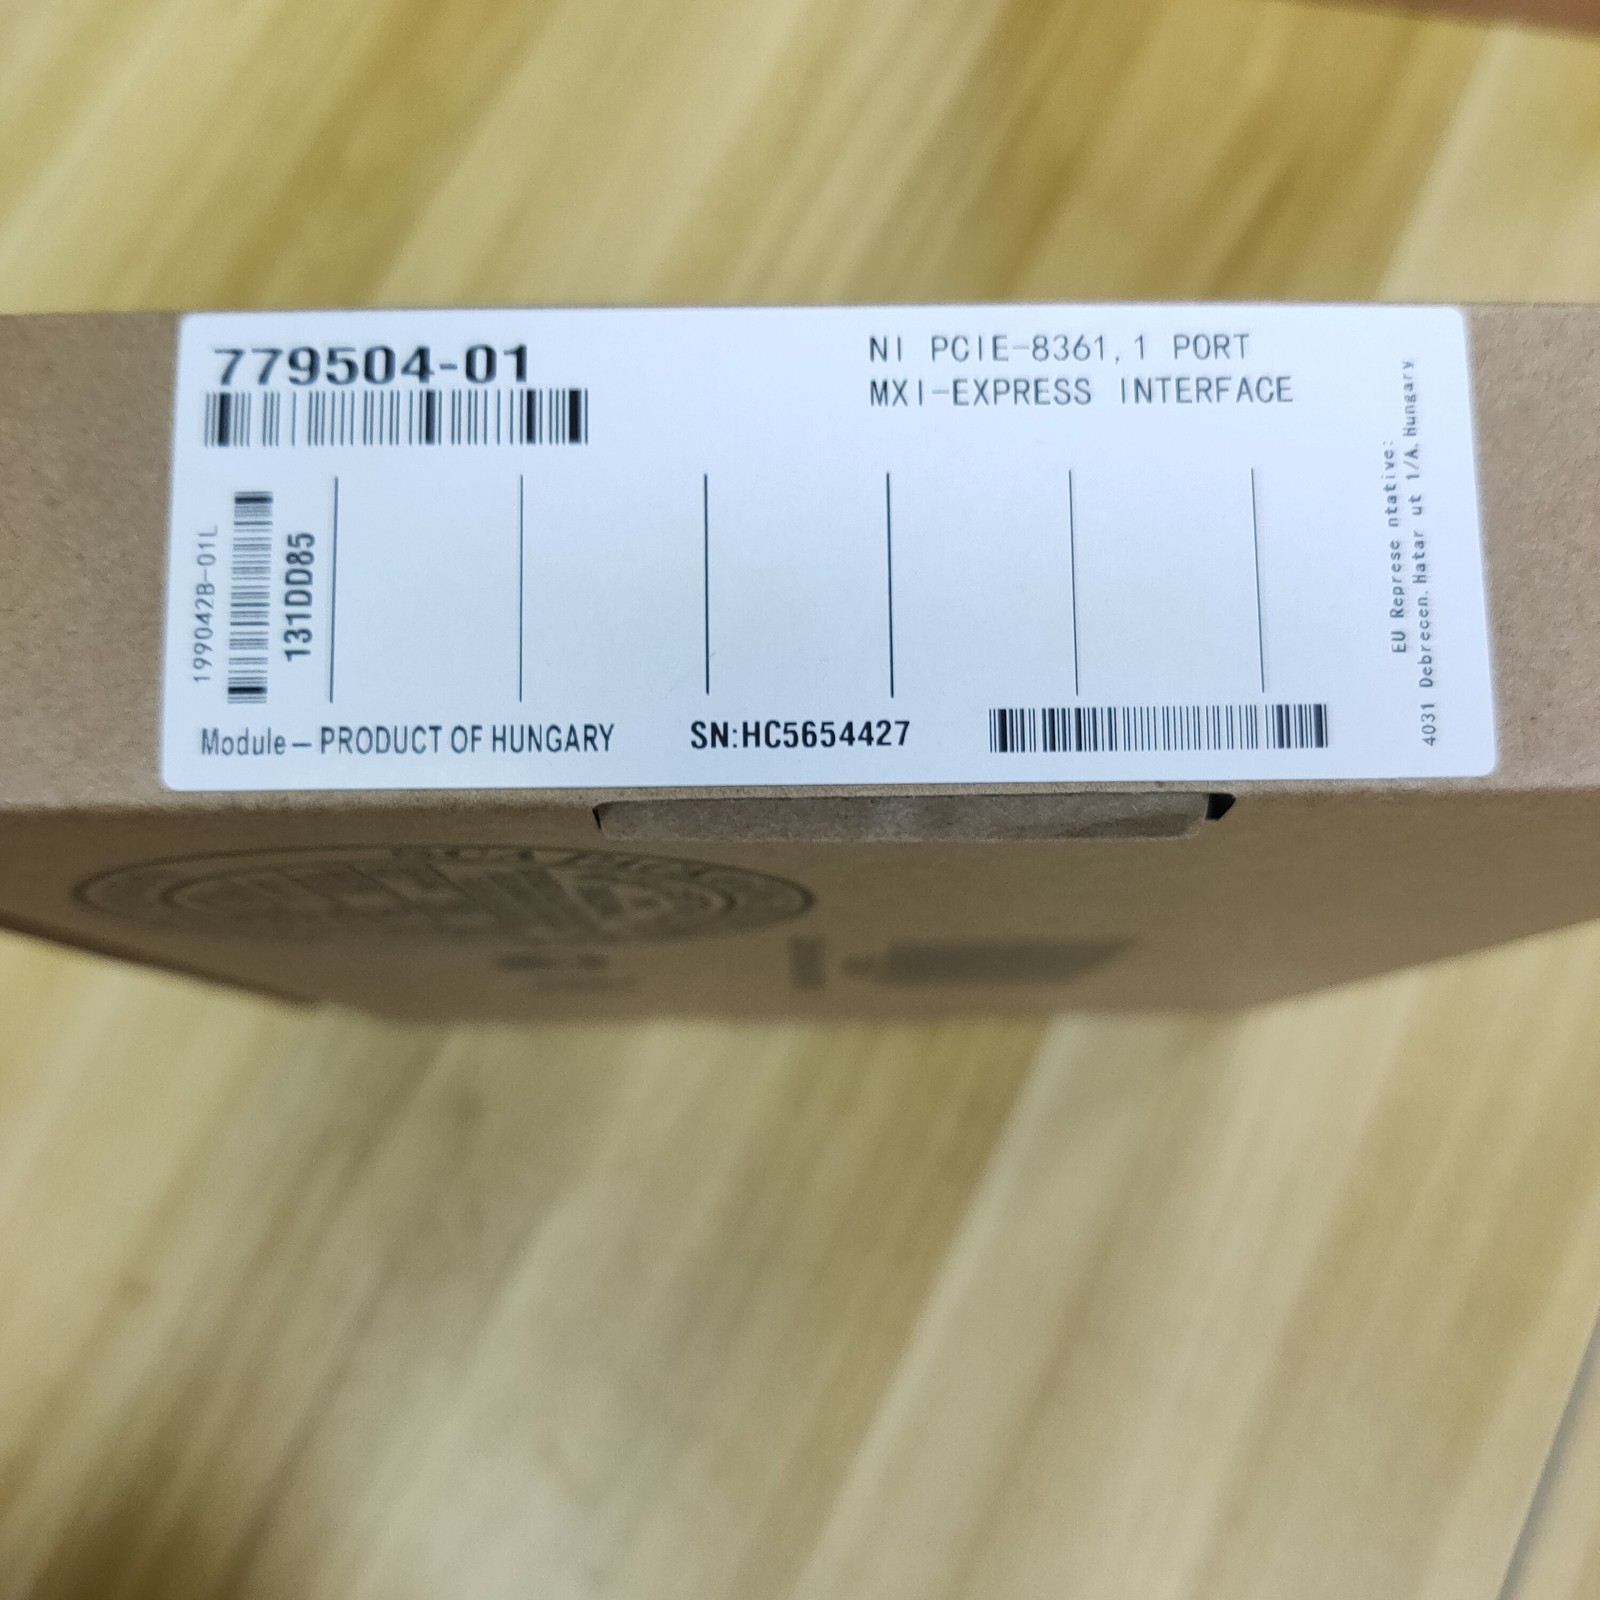 779504-01
NI PCIE-8361,1 PORT
MXI-EXPRESS INTERFACE
199042B-01L
131DD85
Module – PRODUCT OF HUNGARY
SN:HC5654427
EU Represe ntative:
4031 Debrecen. Hatar ut 1/A. Hungary